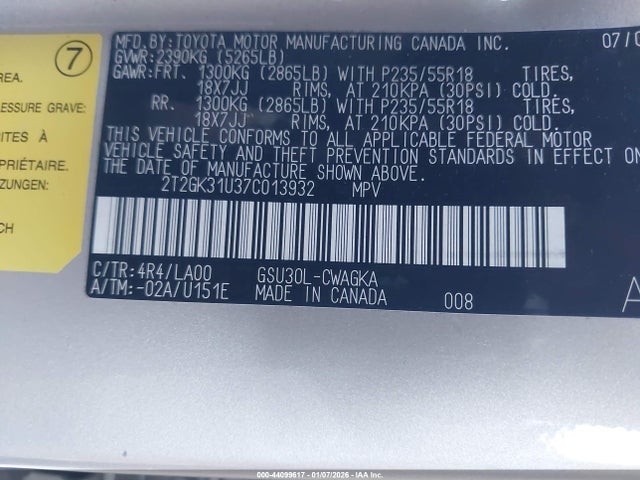 7
REA.
ESSURE GRAVE:
ITES À
PRIÉTAIRE.
ZUNGEN:
CH
MFD.BY:TOYOTA MOTOR MANUFACTURING CANADA INC. 07/0
GVWR:2390KG (5265LB)
GAWR:FRT. 1300KG (2865LB) WITH P235/55R18 TIRES,
18X7JJ RIMS, AT 210KPA (30PSI) COLD.
RR. 1300KG (2865LB) WITH P235/55R18 TIRES,
18X7JJ RIMS, AT 210KPA (30PSI) COLD.
THIS VEHICLE CONFORMS TO ALL APPLICABLE FEDERAL MOTOR
VEHICLE SAFETY AND THEFT PREVENTION STANDARDS IN EFFECT ON
THE DATE OF MANUFACTURE SHOWN ABOVE.
2T2GK31U37C013932 MPV
C/TR:4R4/LA00 GSU30L-CWAGKA
A/TM:-02A/U151E MADE IN CANADA 008
A
000-44099617 - 01/07/2026 - IAA Inc.